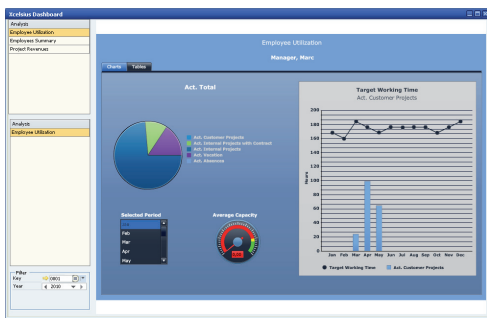 Xcelsius Dashboard
Analysis
Employee Utilization
Employees Summary
Project Revenues
Analysis
Employee Utilization
Filter
Key 0001
Year 2010
Employee Utilization
Manager, Marc
Charts Tables
Act. Total
Act. Customer Projects
Act. Internal Projects with Contract
Act. Internal Projects
Act. Vacation
Act. Absences
Selected Period
Jan
Feb
Mar
Apr
May
Average Capacity
0,00
Target Working Time
Act. Customer Projects
Hours
200
180
160
140
120
100
80
60
40
20
0
Jan Feb Mar Apr May Jun Jul Aug Sep Oct Nov Dec
Target Working Time Act. Customer Projects